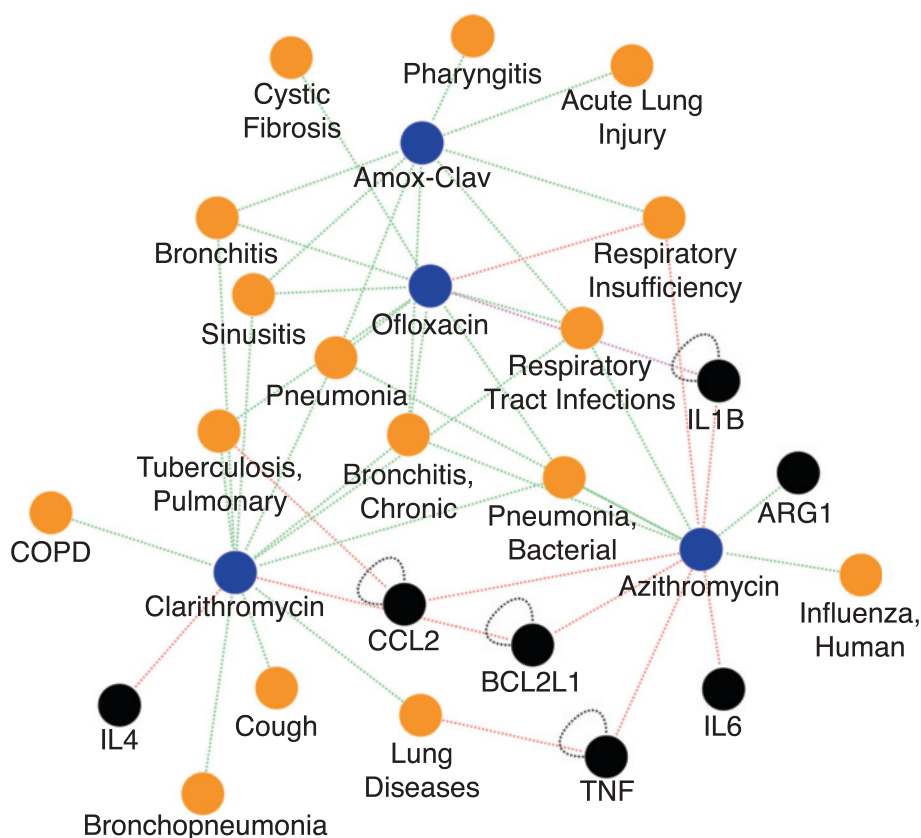 Pharyngitis
Cystic
Fibrosis
Acute Lung
Injury
Amox-Clav
Bronchitis
Respiratory
Insufficiency
Sinusitis
Ofloxacin
Respiratory
Tract Infections
Pneumonia
IL1B
Tuberculosis,
Pulmonary
Bronchitis,
Chronic
Pneumonia,
Bacterial
ARG1
COPD
Clarithromycin
Azithromycin
Influenza,
Human
CCL2
BCL2L1
IL4
Cough
Lung
Diseases
IL6
TNF
Bronchopneumonia